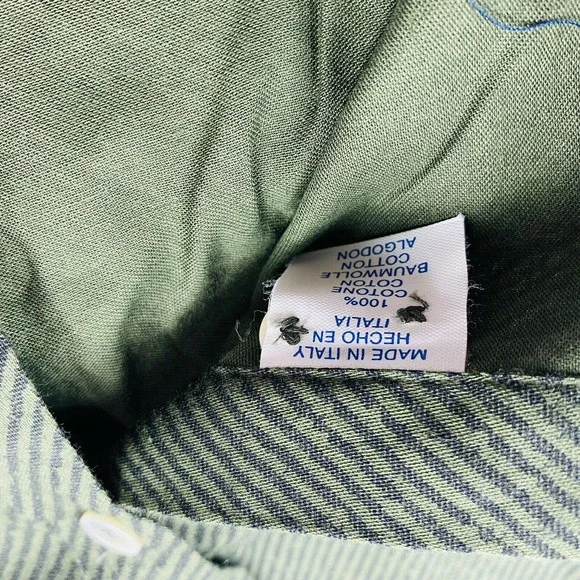 MADE IN ITALY
HECHO EN
ITALIA
100%
COTONE
COTON
BAUMWOLLE
COTTON
ALGODON